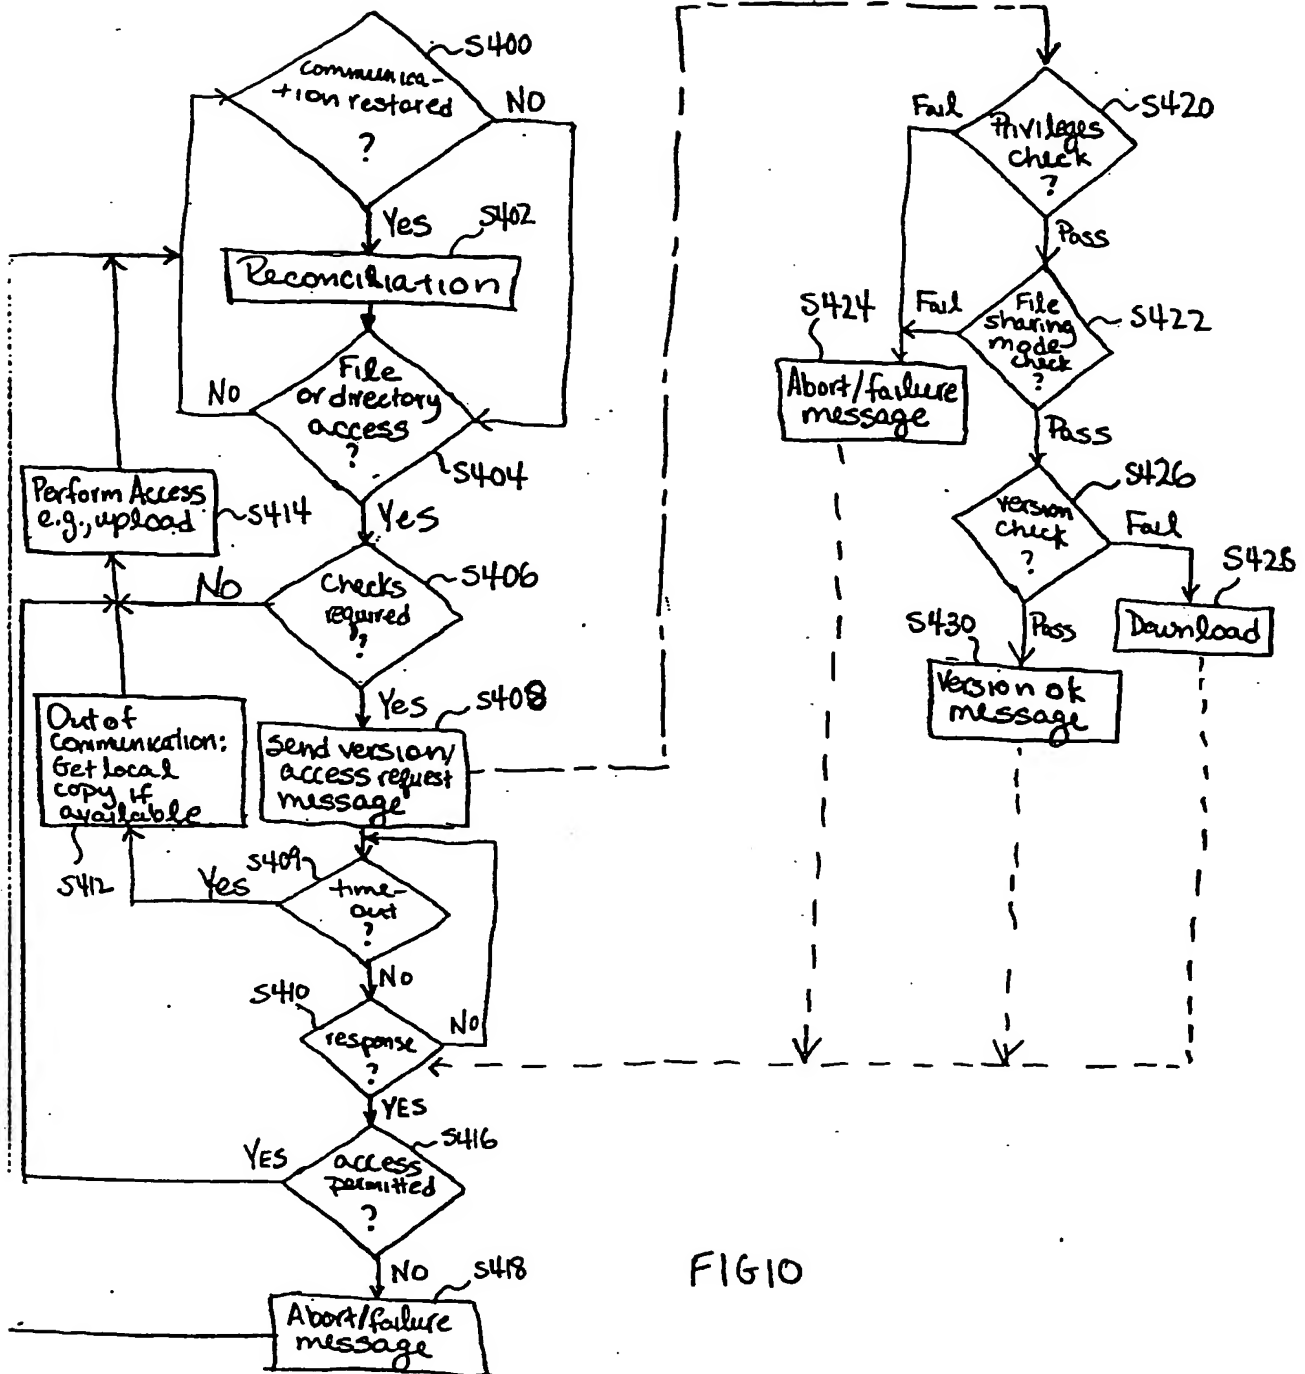 S400
Communica-
tion restored
?
NO
Yes
S402
Reconciliation
File
or directory
access
?
No
S404
Yes
Perform Access
e.g., upload
S414
No
Checks
required
?
S406
Yes
S408
Send version/
access request
message
Out of
communication:
Get local
copy if
available
S412
S409
Yes
time-
out
?
NO
S410
response
?
NO
YES
S416
YES
access
permitted
?
NO
S418
Abort/failure
message
S420
Fail
Privileges
check
?
Pass
S424
Fail
File
sharing
mode
check
?
S422
Abort/failure
message
Pass
S426
version
check
?
Fail
S428
Download
S430
Pass
Version ok
message
FIG10